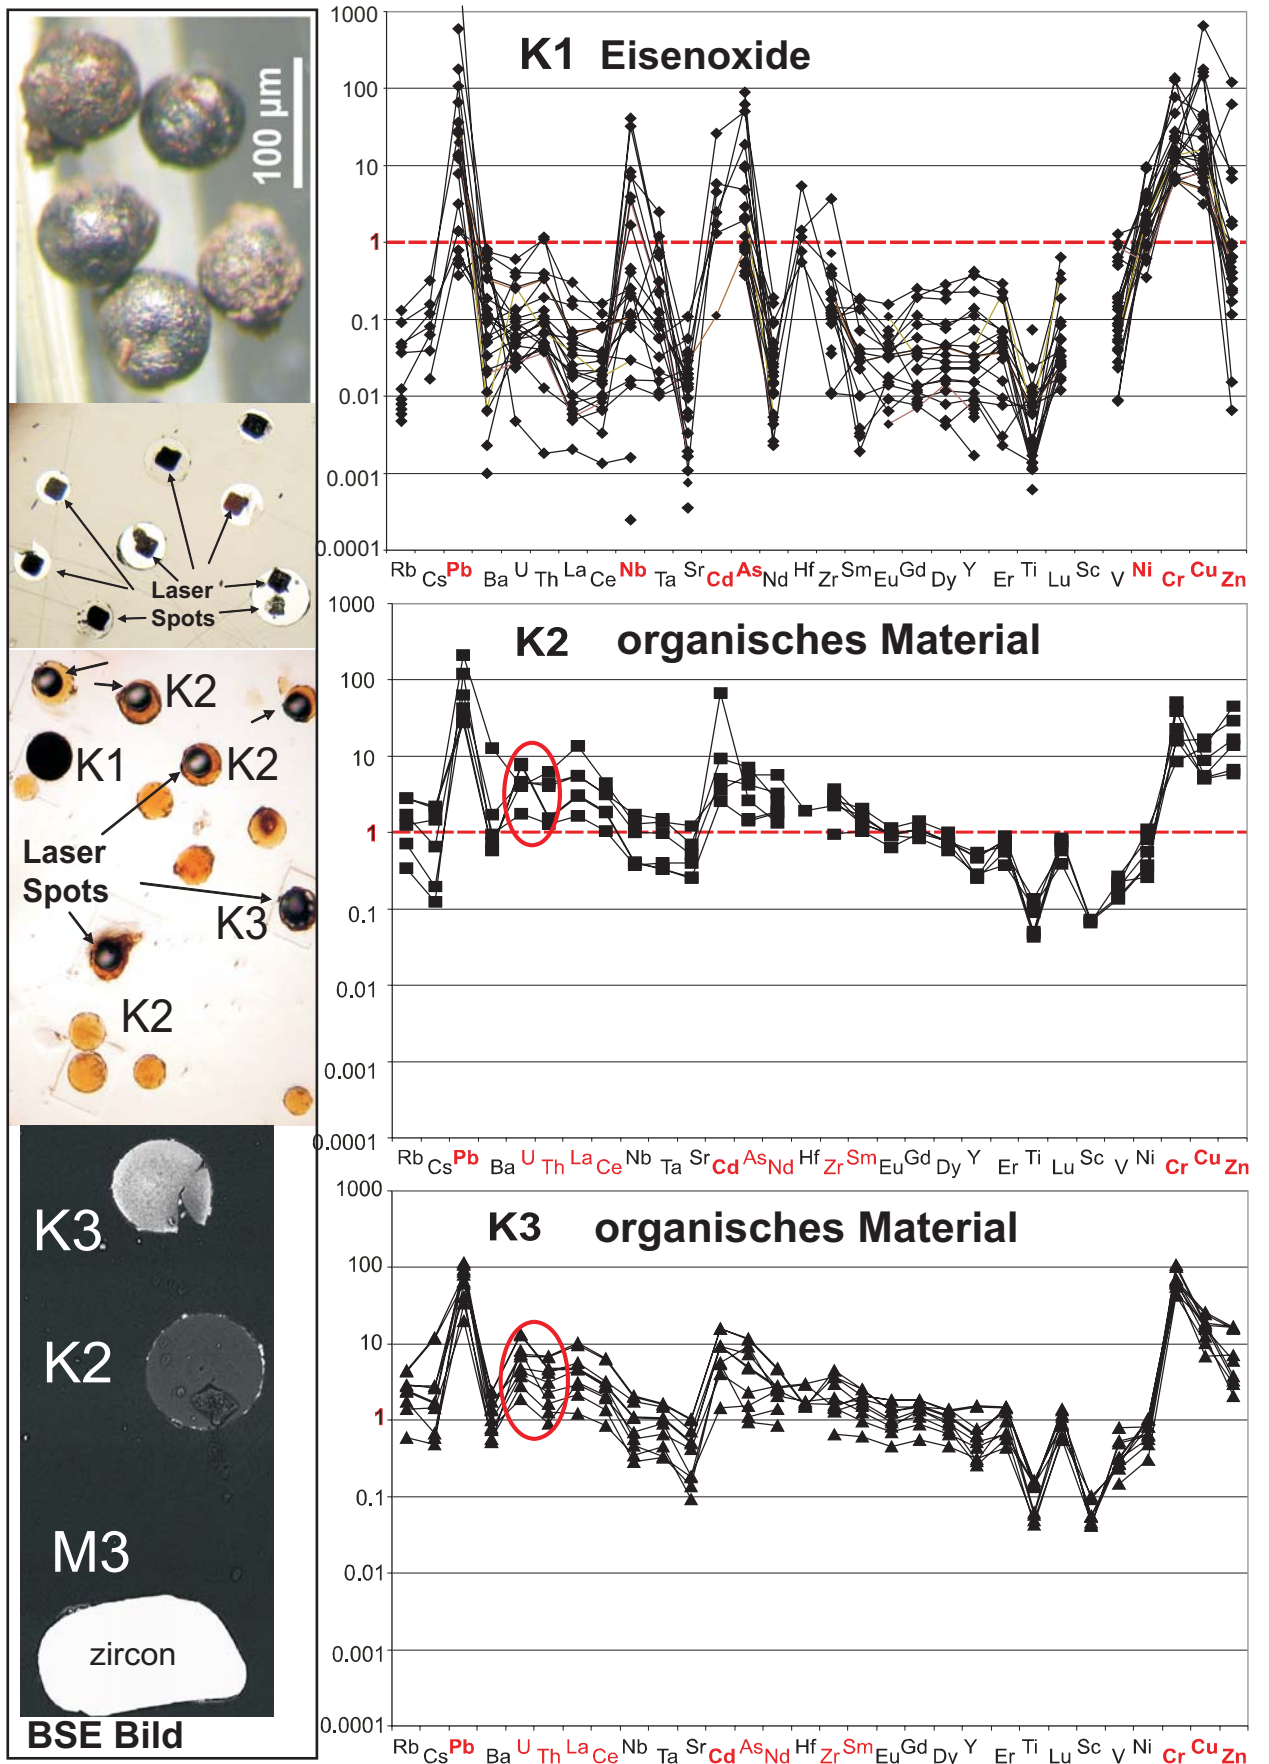 100 µm
Laser
Spots
K2
K1
K2
Laser
Spots
K3
K2
K3
K2
M3
zircon
BSE Bild
K1 Eisenoxide
1000
100
10
1
0.1
0.01
0.001
0.0001
Rb Cs Pb Ba U Th La Ce Nb Ta Sr Cd As Nd Hf Zr Sm Eu Gd Dy Y Er Ti Lu Sc V Ni Cr Cu Zn
K2 organisches Material
1000
100
10
1
0.1
0.01
0.001
0.0001
Rb Cs Pb Ba U Th La Ce Nb Ta Sr Cd As Nd Hf Zr Sm Eu Gd Dy Y Er Ti Lu Sc V Ni Cr Cu Zn
K3 organisches Material
1000
100
10
1
0.1
0.01
0.001
0.0001
Rb Cs Pb Ba U Th La Ce Nb Ta Sr Cd As Nd Hf Zr Sm Eu Gd Dy Y Er Ti Lu Sc V Ni Cr Cu Zn